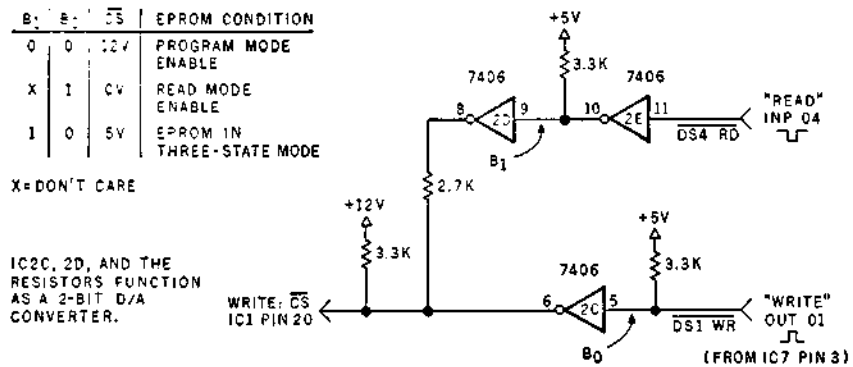 B1 B0 CS EPROM CONDITION
0 0 12V PROGRAM MODE
ENABLE
X 1 0V READ MODE
ENABLE
1 0 5V EPROM IN
THREE-STATE MODE
X = DON'T CARE
IC2C, 2D, AND THE
RESISTORS FUNCTION
AS A 2-BIT D/A
CONVERTER.
+5V
3.3K
7406
7406
8
2D
9
10
2E
11
B1
DS4 RD
"READ"
INP 04
2.7K
+12V
3.3K
+5V
3.3K
7406
WRITE: CS
IC1 PIN 20
6
2C
5
B0
DS1 WR
"WRITE"
OUT 01
(FROM IC7 PIN 3)